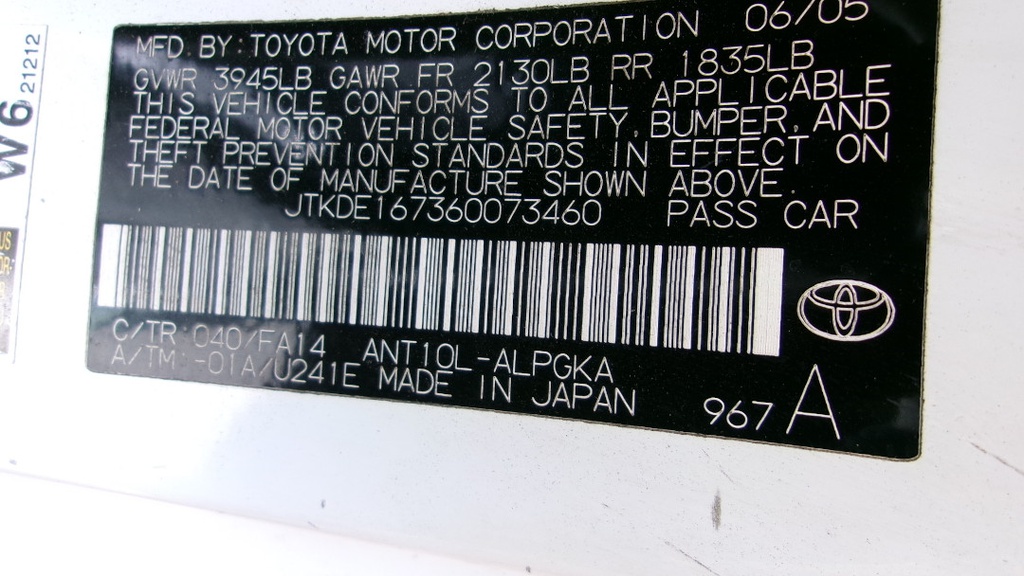 MFD. BY: TOYOTA MOTOR CORPORATION 06/05
GVWR 3945LB GAWR FR 2130LB RR 1835LB
THIS VEHICLE CONFORMS TO ALL APPLICABLE
FEDERAL MOTOR VEHICLE SAFETY, BUMPER, AND
THEFT PREVENTION STANDARDS IN EFFECT ON
THE DATE OF MANUFACTURE SHOWN ABOVE.
JTKDE167360073460 PASS CAR
C/TR: 040/FA14 ANT10L-ALPGKA
A/TM: -01A/U241E MADE IN JAPAN
967 A
W6
21212
US